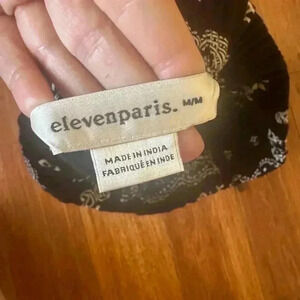 elevenparis. M/M
MADE IN INDIA
FABRIQUÉ EN INDE